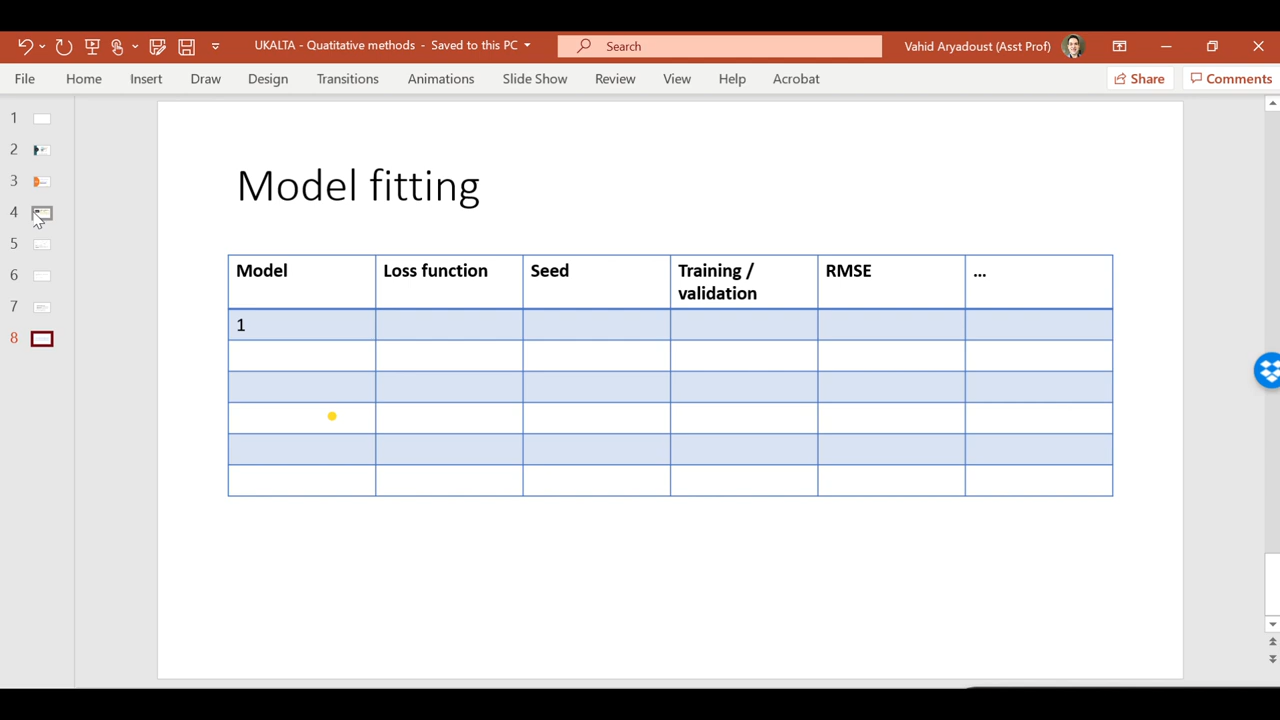 UKALTA - Quatitative methods - Saved to this PC
Search
Vahid Aryadoust (Asst Prof)
File Home Insert Draw Design Transitions Animations Slide Show Review View Help Acrobat
Share Comments
1
2
3
4
5
6
7
8
Model fitting
Model Loss function Seed Training / RMSE ...
validation
1